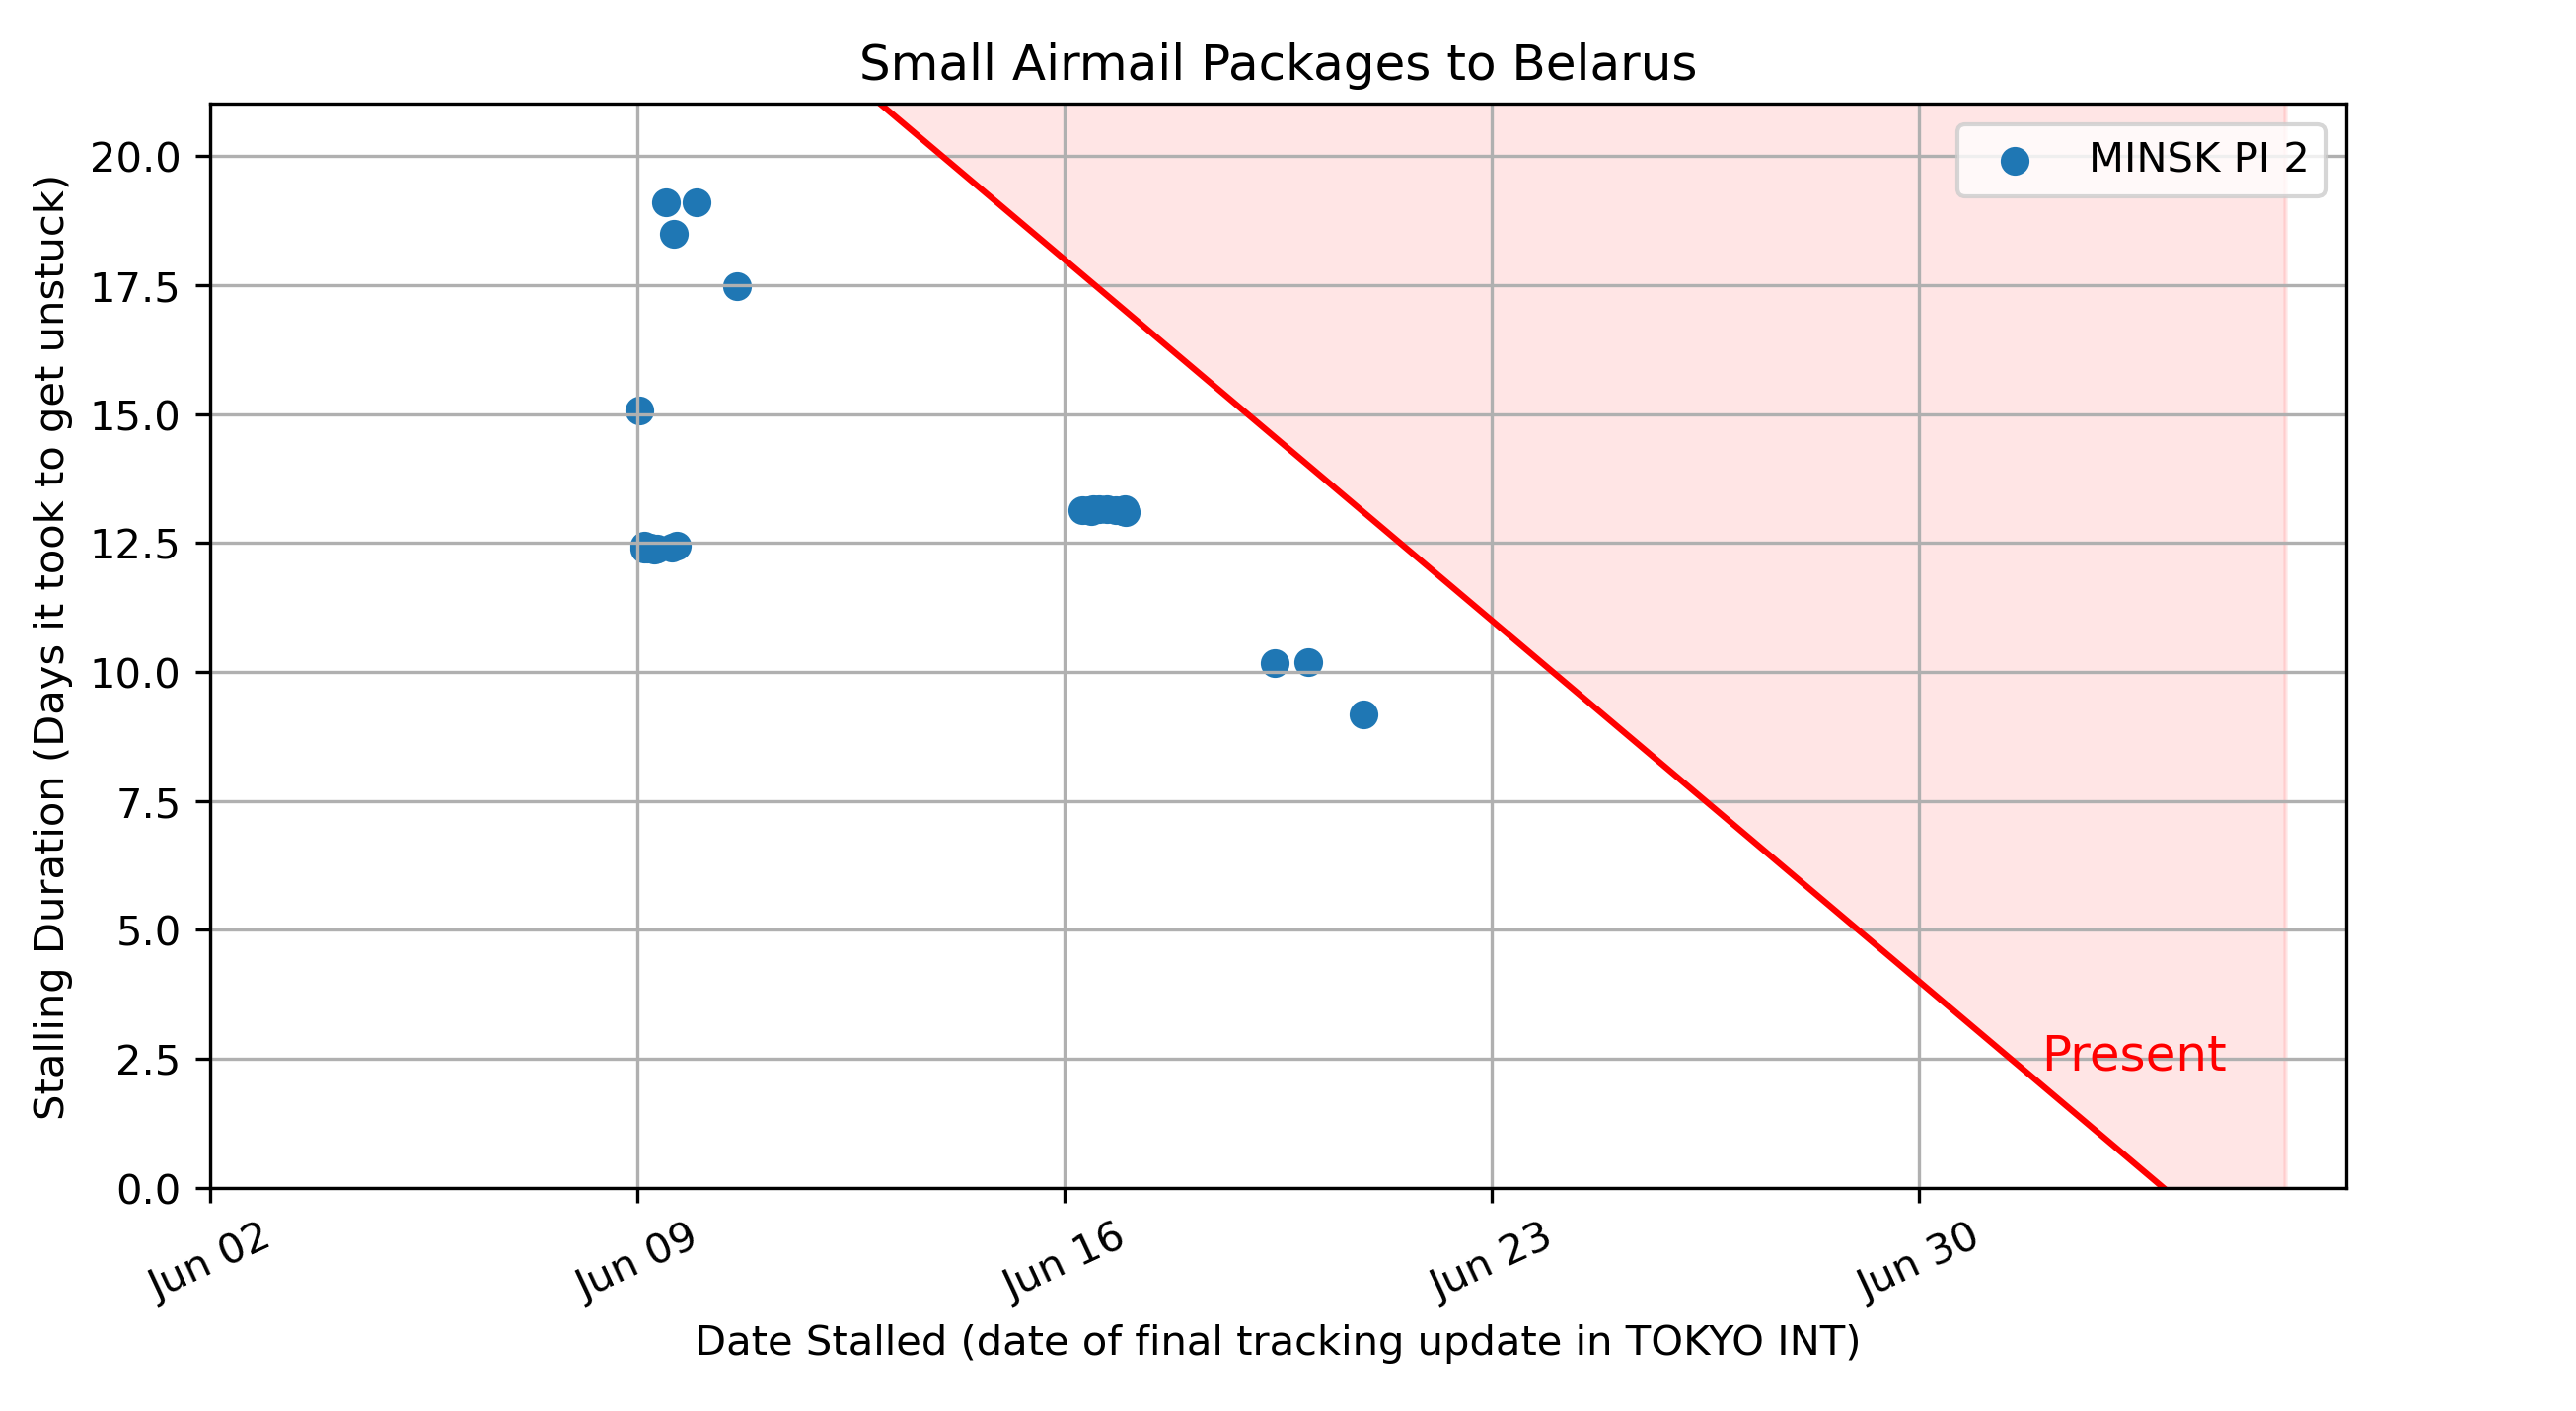 Small Airmail Packages to Belarus
MINSK PI 2
20.0
17.5
15.0
12.5
10.0
7.5
5.0
2.5
0.0
Stalling Duration (Days it took to get unstuck)
Present
Jun 02
Jun 09
Jun 16
Jun 23
Jun 30
Date Stalled (date of final tracking update in TOKYO INT)